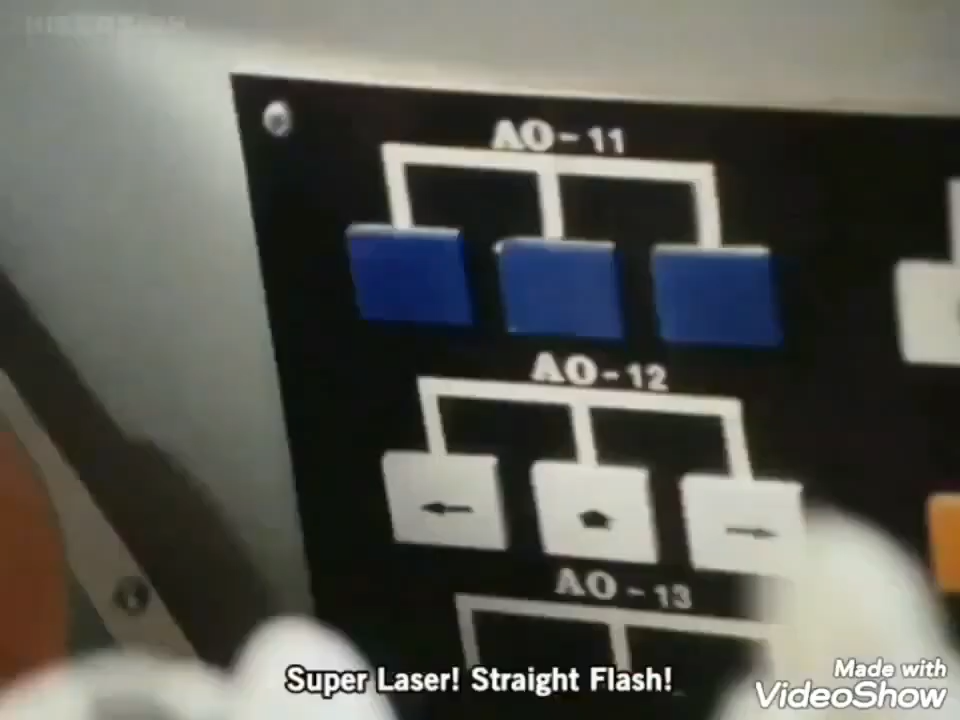 AO-11
AO-12
AO-13
Super Laser! Straight Flash!
Made with
VideoShow